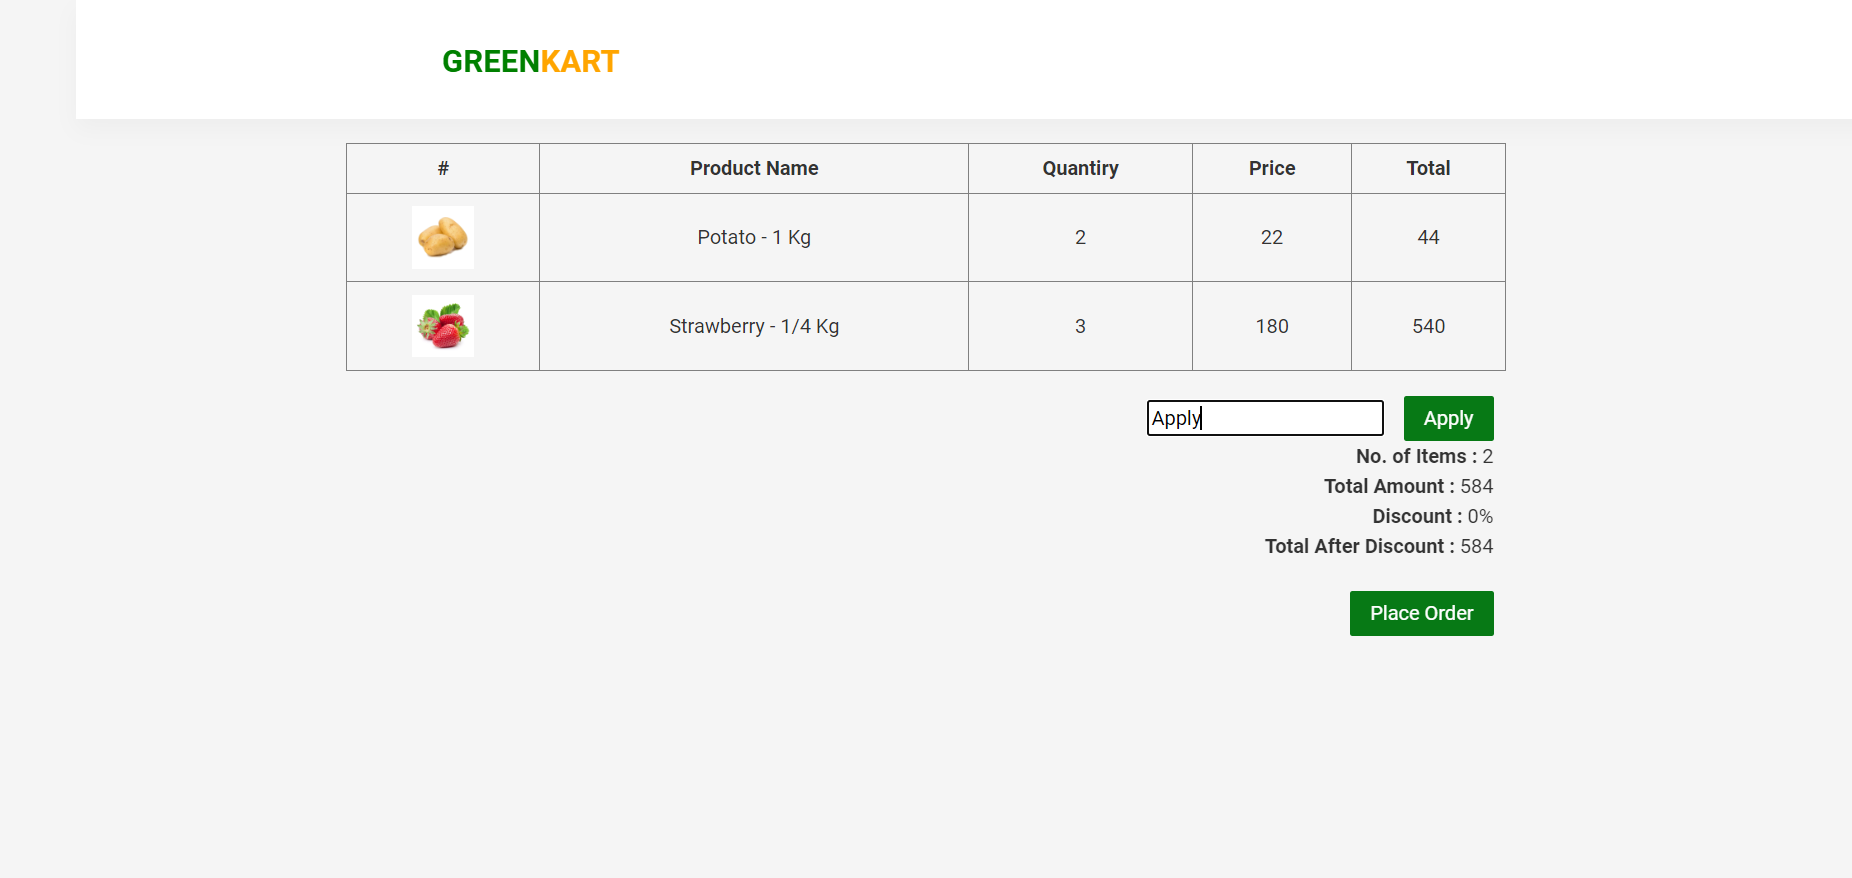 GREENKART
# Product Name Quantiry Price Total
Potato - 1 Kg 2 22 44
Strawberry - 1/4 Kg 3 180 540
Apply Apply
No. of Items : 2
Total Amount : 584
Discount : 0%
Total After Discount : 584
Place Order